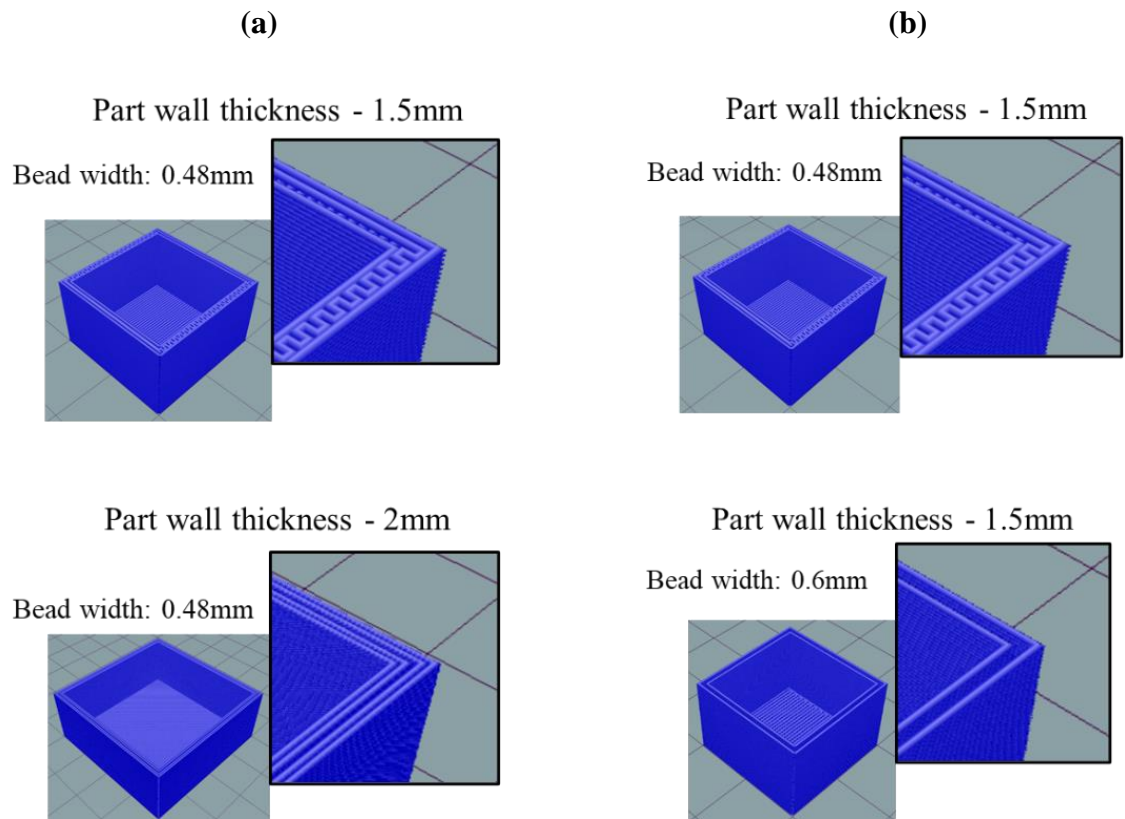 (a)
Part wall thickness - 1.5mm
Bead width: 0.48mm
Part wall thickness - 2mm
Bead width: 0.48mm
(b)
Part wall thickness - 1.5mm
Bead width: 0.48mm
Part wall thickness - 1.5mm
Bead width: 0.6mm